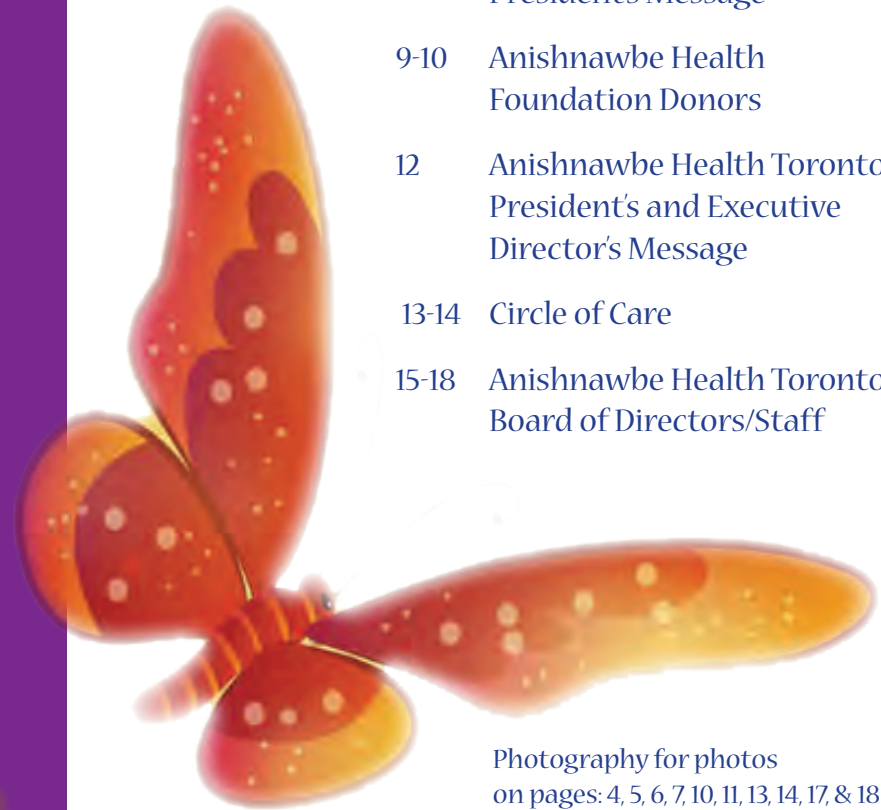 President's Message
9-10 Anishnawbe Health
Foundation Donors
12 Anishnawbe Health Toronto
President's and Executive
Director's Message
13-14 Circle of Care
15-18 Anishnawbe Health Toronto
Board of Directors/Staff
Photography for photos
on pages: 4, 5, 6, 7, 10, 11, 13, 14, 17, & 18